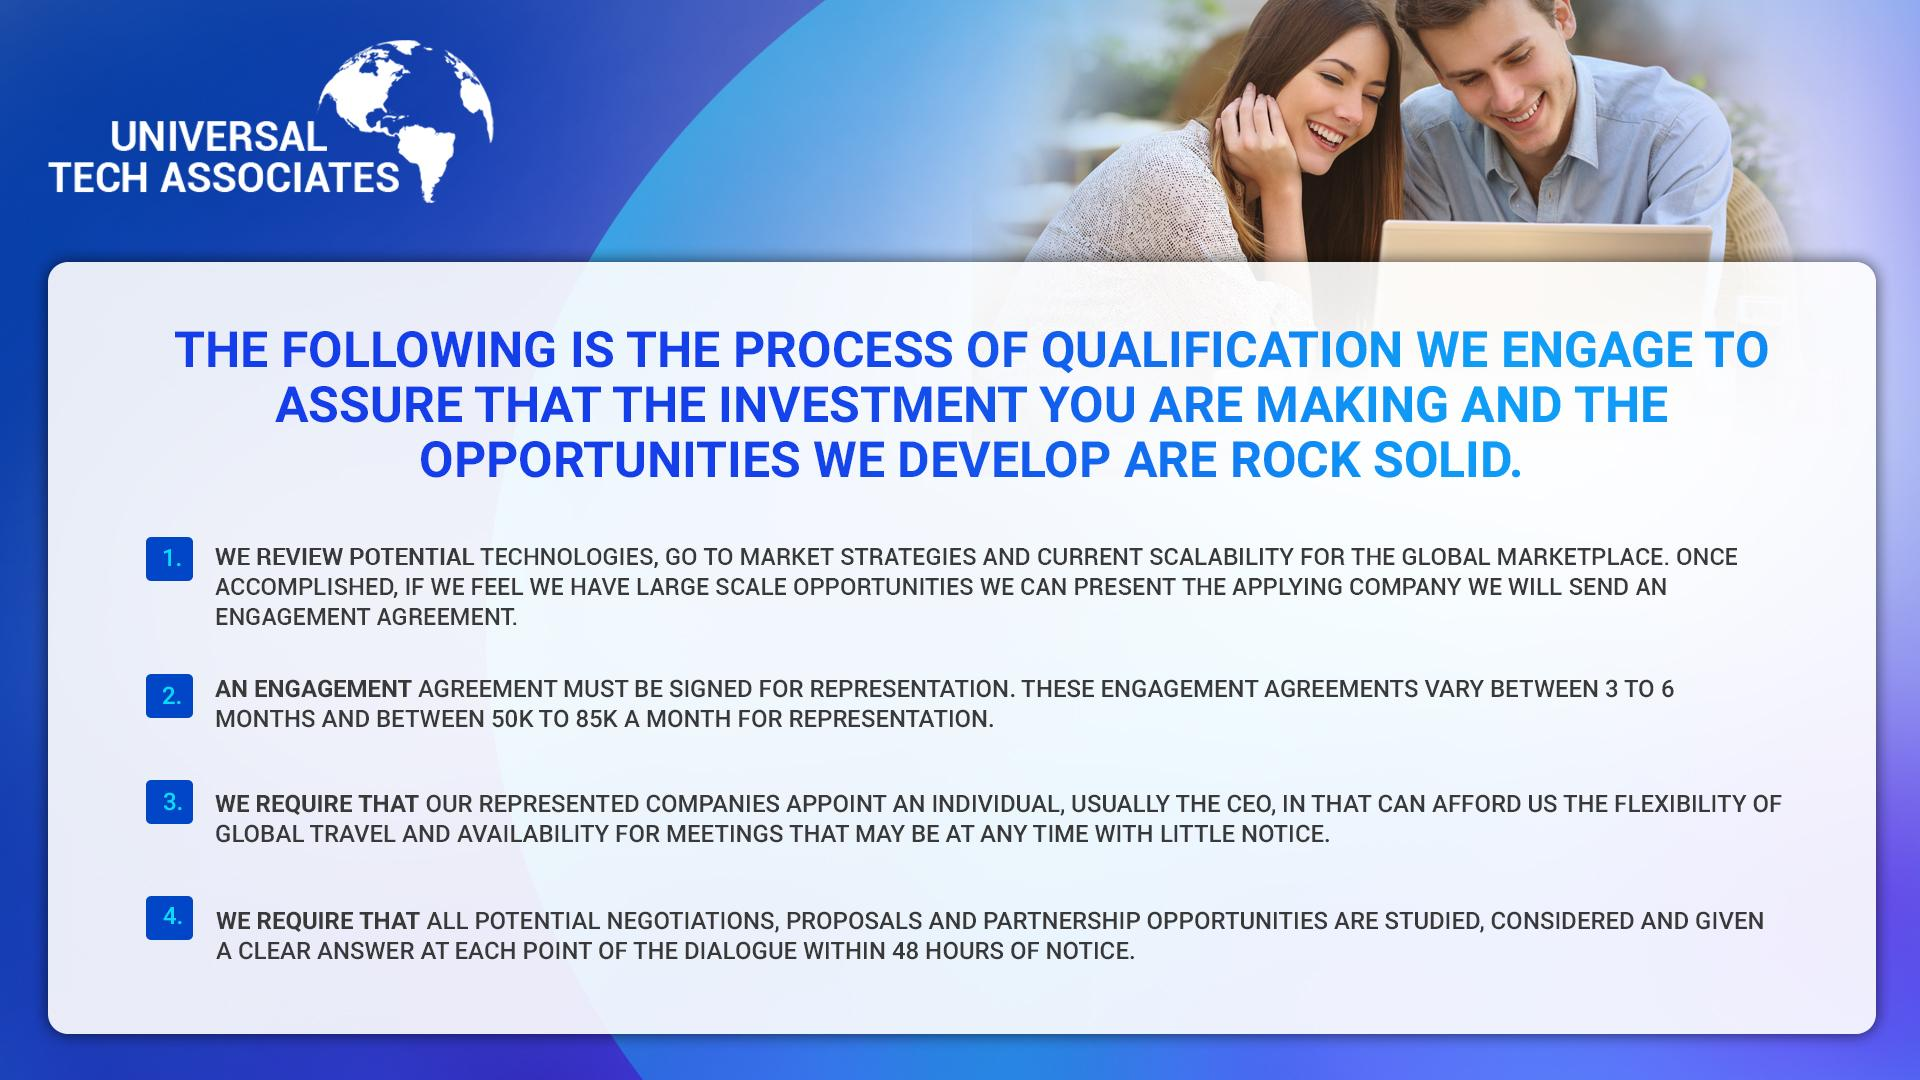 UNIVERSAL
TECH ASSOCIATES
THE FOLLOWING IS THE PROCESS OF QUALIFICATION WE ENGAGE TO
ASSURE THAT THE INVESTMENT YOU ARE MAKING AND THE
OPPORTUNITIES WE DEVELOP ARE ROCK SOLID.
1. WE REVIEW POTENTIAL TECHNOLOGIES, GO TO MARKET STRATEGIES AND CURRENT SCALABILITY FOR THE GLOBAL MARKETPLACE. ONCE
ACCOMPLISHED, IF WE FEEL WE HAVE LARGE SCALE OPPORTUNITIES WE CAN PRESENT THE APPLYING COMPANY WE WILL SEND AN
ENGAGEMENT AGREEMENT.
2. AN ENGAGEMENT AGREEMENT MUST BE SIGNED FOR REPRESENTATION. THESE ENGAGEMENT AGREEMENTS VARY BETWEEN 3 TO 6
MONTHS AND BETWEEN 50K TO 85K A MONTH FOR REPRESENTATION.
3. WE REQUIRE THAT OUR REPRESENTED COMPANIES APPOINT AN INDIVIDUAL, USUALLY THE CEO, IN THAT CAN AFFORD US THE FLEXIBILITY OF
GLOBAL TRAVEL AND AVAILABILITY FOR MEETINGS THAT MAY BE AT ANY TIME WITH LITTLE NOTICE.
4. WE REQUIRE THAT ALL POTENTIAL NEGOTIATIONS, PROPOSALS AND PARTNERSHIP OPPORTUNITIES ARE STUDIED, CONSIDERED AND GIVEN
A CLEAR ANSWER AT EACH POINT OF THE DIALOGUE WITHIN 48 HOURS OF NOTICE.